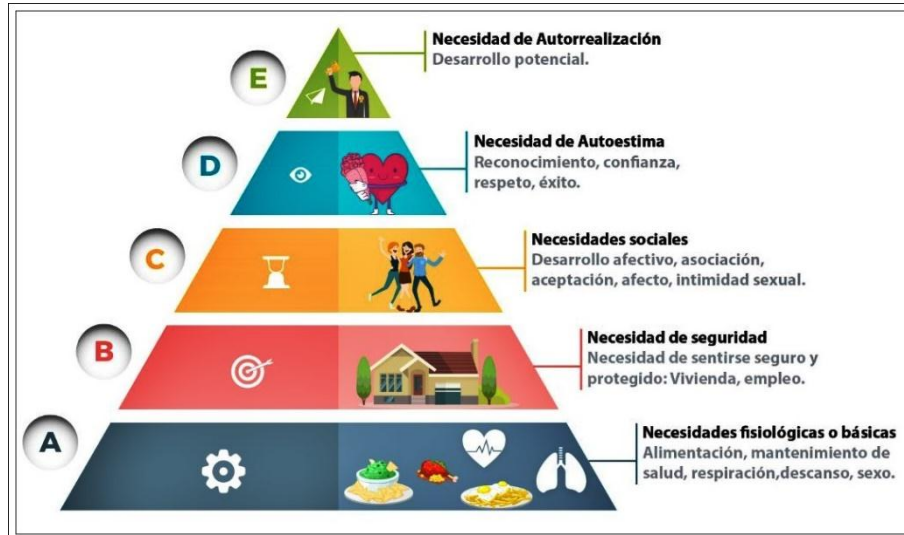 E
Necesidad de Autorrealización
Desarrollo potencial.
D
Necesidad de Autoestima
Reconocimiento, confianza,
respeto, éxito.
C
Necesidades sociales
Desarrollo afectivo, asociación,
aceptación, afecto, intimidad sexual.
B
Necesidad de seguridad
Necesidad de sentirse seguro y
protegido: Vivienda, empleo.
A
Necesidades fisiológicas o básicas
Alimentación, mantenimiento de
salud, respiración,descanso, sexo.